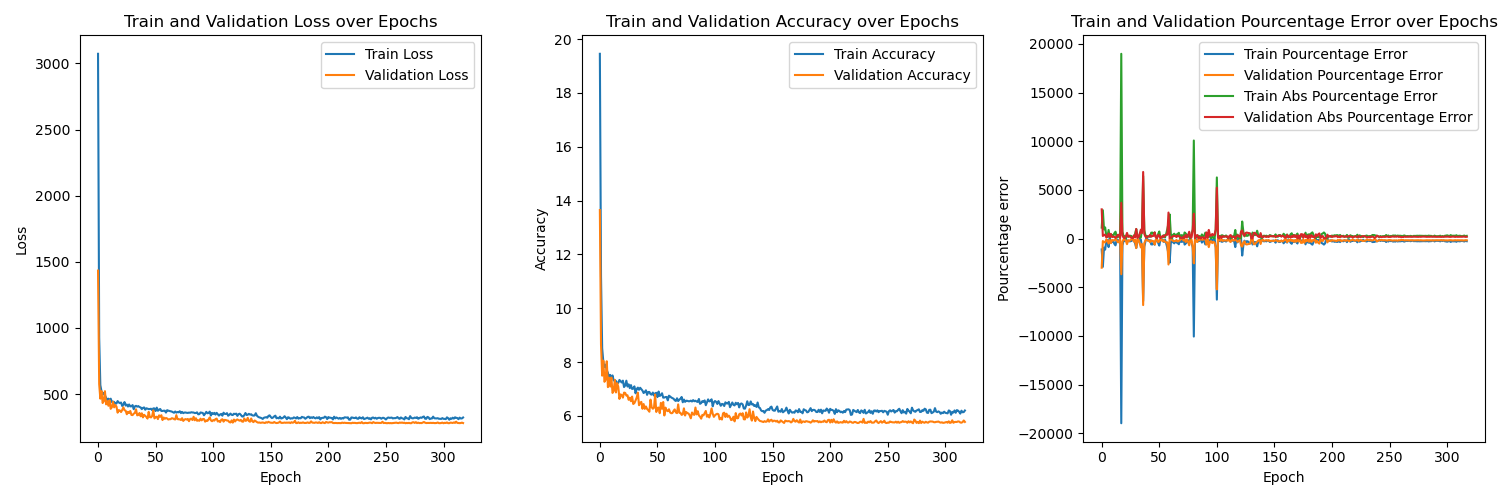 Train and Validation Loss over Epochs
Loss
3000
2500
2000
1500
1000
500
0
50
100
150
200
250
300
Epoch
Train Loss
Validation Loss
Train and Validation Accuracy over Epochs
Accuracy
20
18
16
14
12
10
8
6
0
50
100
150
200
250
300
Epoch
Train Accuracy
Validation Accuracy
Train and Validation Pourcentage Error over Epochs
Pourcentage error
20000
15000
10000
5000
0
−5000
−10000
−15000
−20000
0
50
100
150
200
250
300
Epoch
Train Pourcentage Error
Validation Pourcentage Error
Train Abs Pourcentage Error
Validation Abs Pourcentage Error